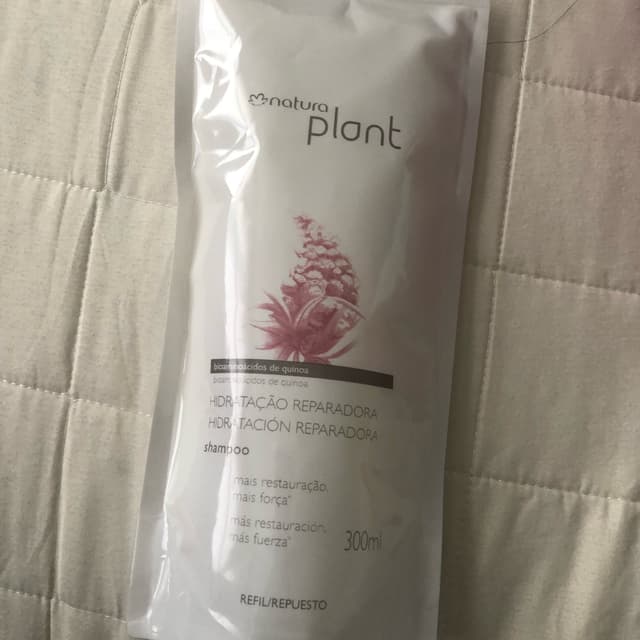 natura
plant
bioaminoácidos de quinoa
bioaminoácidos de quinoa
HIDRATAÇÃO REPARADORA
HIDRATACIÓN REPARADORA
shampoo
mais restauração,
mais força*
más restauración,
más fuerza*
300ml
REFIL/REPUESTO